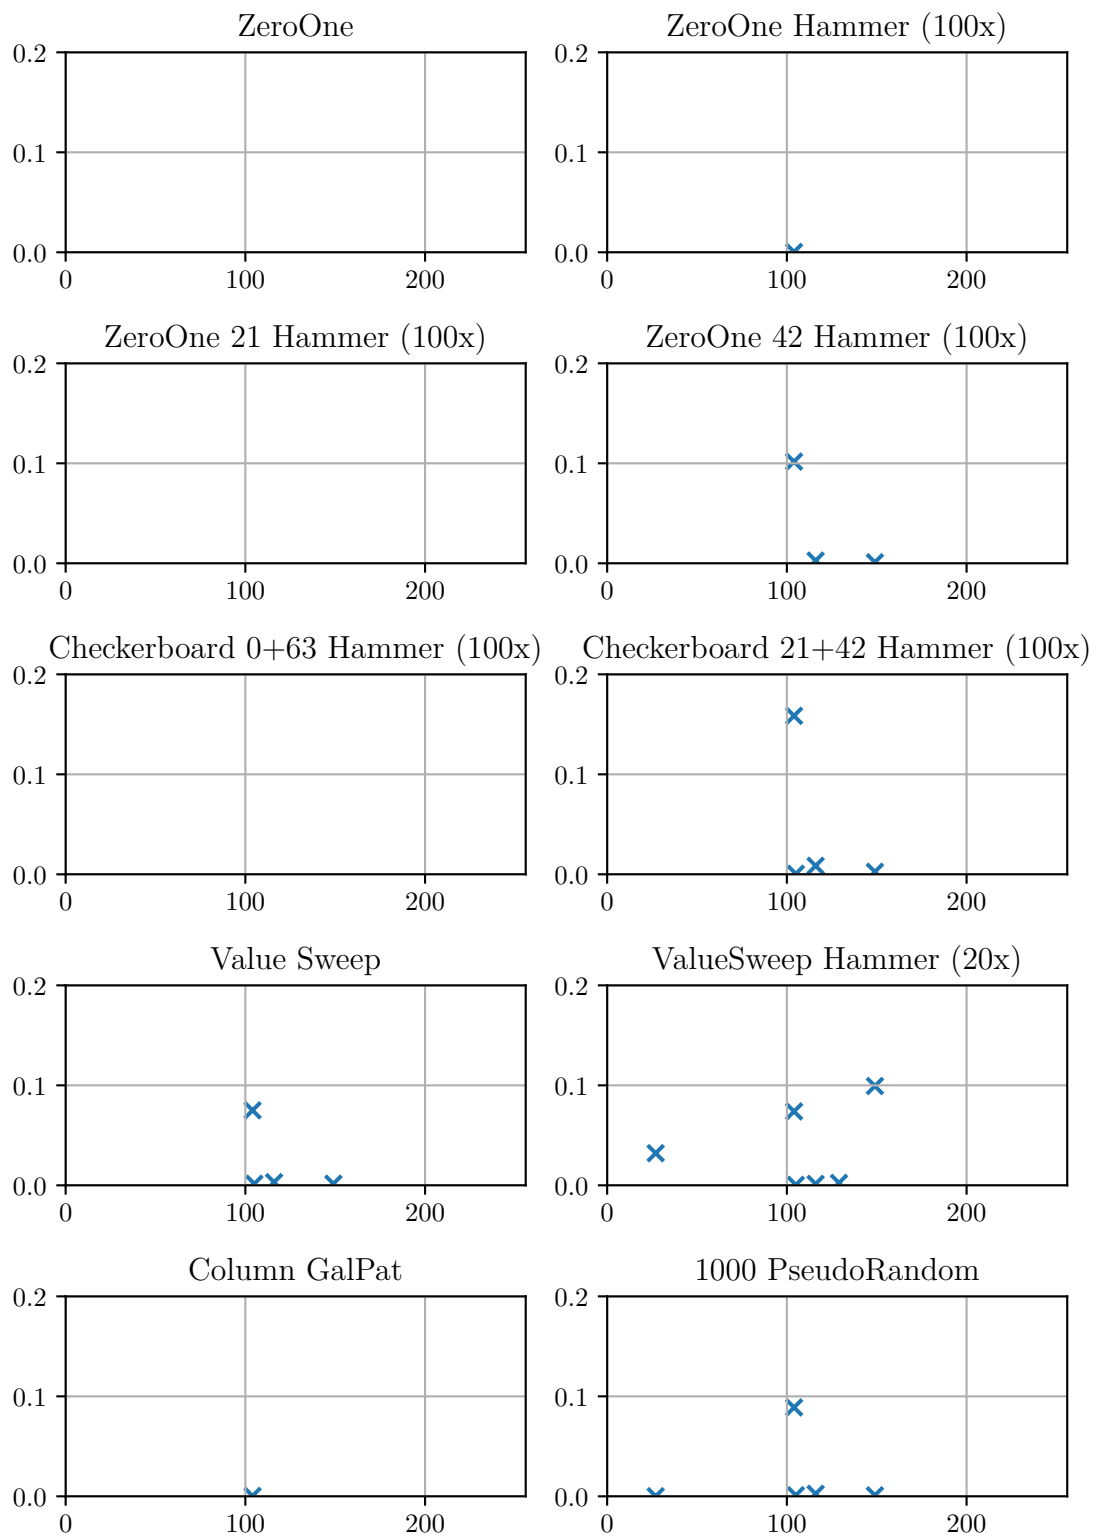 ZeroOne
ZeroOne Hammer (100x)
0.2
0.1
0.0
0 100 200
0.2
0.1
0.0
0 100 200
ZeroOne 21 Hammer (100x)
ZeroOne 42 Hammer (100x)
0.2
0.1
0.0
0 100 200
0.2
0.1
0.0
0 100 200
Checkerboard 0+63 Hammer (100x)
Checkerboard 21+42 Hammer (100x)
0.2
0.1
0.0
0 100 200
0.2
0.1
0.0
0 100 200
Value Sweep
ValueSweep Hammer (20x)
0.2
0.1
0.0
0 100 200
0.2
0.1
0.0
0 100 200
Column GalPat
1000 PseudoRandom
0.2
0.1
0.0
0 100 200
0.2
0.1
0.0
0 100 200